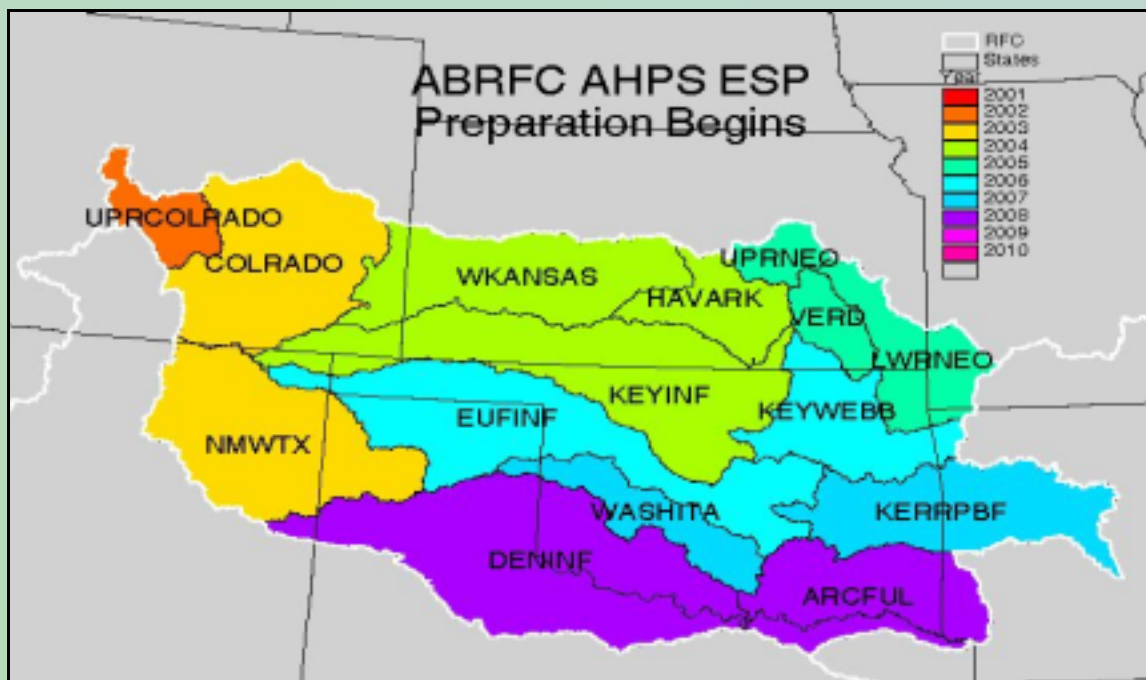 ABRFC AHPS ESP
Preparation Begins
RFC
States
Year
2001
2002
2003
2004
2005
2006
2007
2008
2009
2010
UPRCOLRADO
COLRADO
WKANSAS
HAVARK
UPRNEO
VERD
LWRNEO
KEYINF
KEYWEBB
EUFINF
NMWTX
WASHITA
KERRPBF
DENINF
ARCFUL